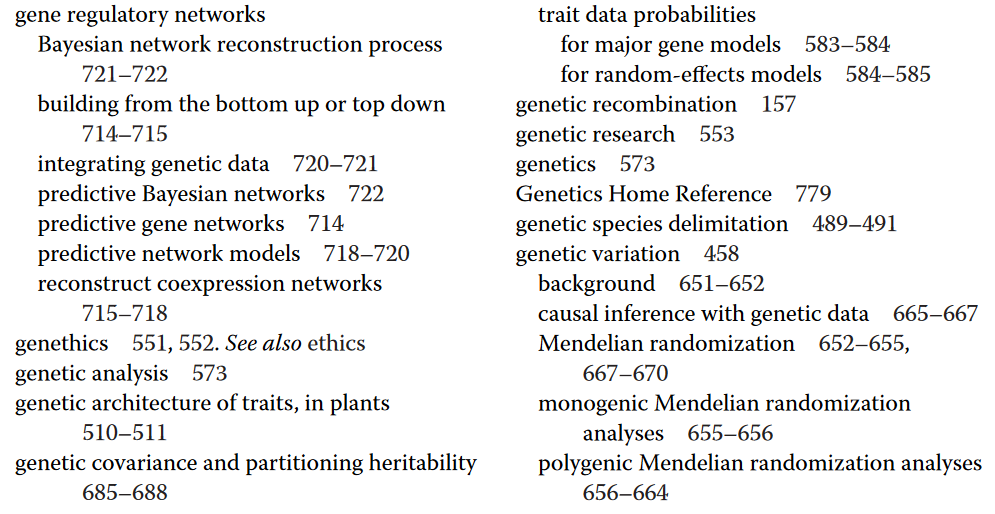 gene regulatory networks
Bayesian network reconstruction process
721–722
building from the bottom up or top down
714–715
integrating genetic data 720–721
predictive Bayesian networks 722
predictive gene networks 714
predictive network models 718–720
reconstruct coexpression networks
715–718
genethics 551, 552. See also ethics
genetic analysis 573
genetic architecture of traits, in plants
510–511
genetic covariance and partitioning heritability
685–688
trait data probabilities
for major gene models 583–584
for random-effects models 584–585
genetic recombination 157
genetic research 553
genetics 573
Genetics Home Reference 779
genetic species delimitation 489–491
genetic variation 458
background 651–652
causal inference with genetic data 665–667
Mendelian randomization 652–655,
667–670
monogenic Mendelian randomization
analyses 655–656
polygenic Mendelian randomization analyses
656–664